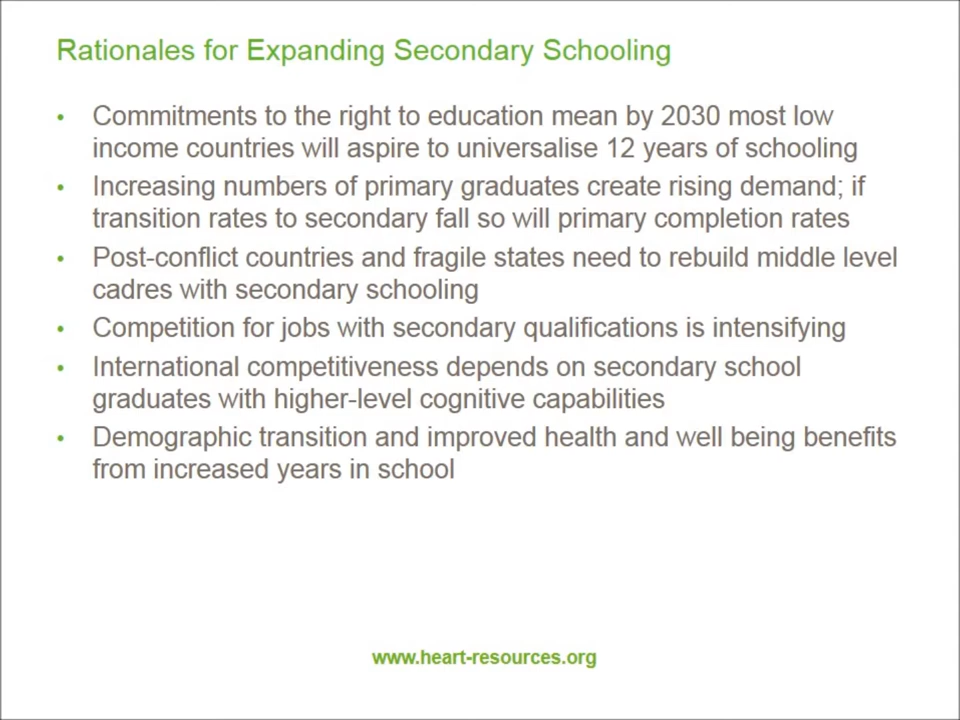 Rationales for Expanding Secondary Schooling
• Commitments to the right to education mean by 2030 most low
income countries will aspire to universalise 12 years of schooling
• Increasing numbers of primary graduates create rising demand; if
transition rates to secondary fall so will primary completion rates
• Post-conflict countries and fragile states need to rebuild middle level
cadres with secondary schooling
• Competition for jobs with secondary qualifications is intensifying
• International competitiveness depends on secondary school
graduates with higher-level cognitive capabilities
• Demographic transition and improved health and well being benefits
from increased years in school
www.heart-resources.org